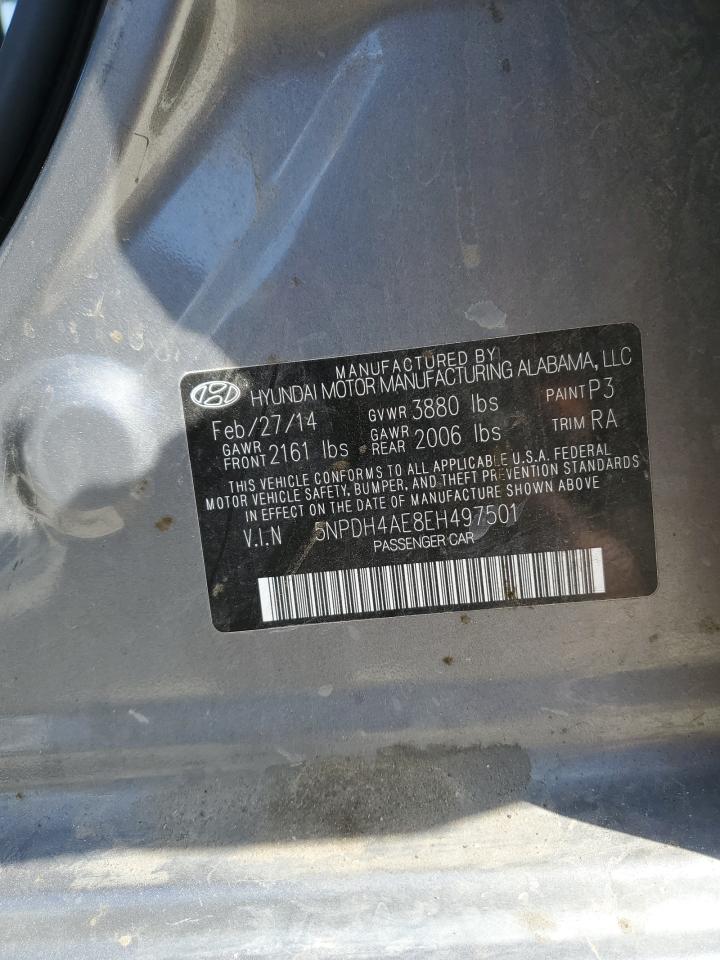 MANUFACTURED BY
HYUNDAI MOTOR MANUFACTURING ALABAMA, LLC
Feb/27/14 GVWR 3880 lbs PAINT P3
GAWR FRONT 2161 lbs GAWR REAR 2006 lbs TRIM RA
THIS VEHICLE CONFORMS TO ALL APPLICABLE U.S.A. FEDERAL
MOTOR VEHICLE SAFETY, BUMPER, AND THEFT PREVENTION STANDARDS
IN EFFECT ON THE DATE OF MANUFACTURE SHOWN ABOVE
V.I.N 5NPDH4AE8EH497501
PASSENGER CAR